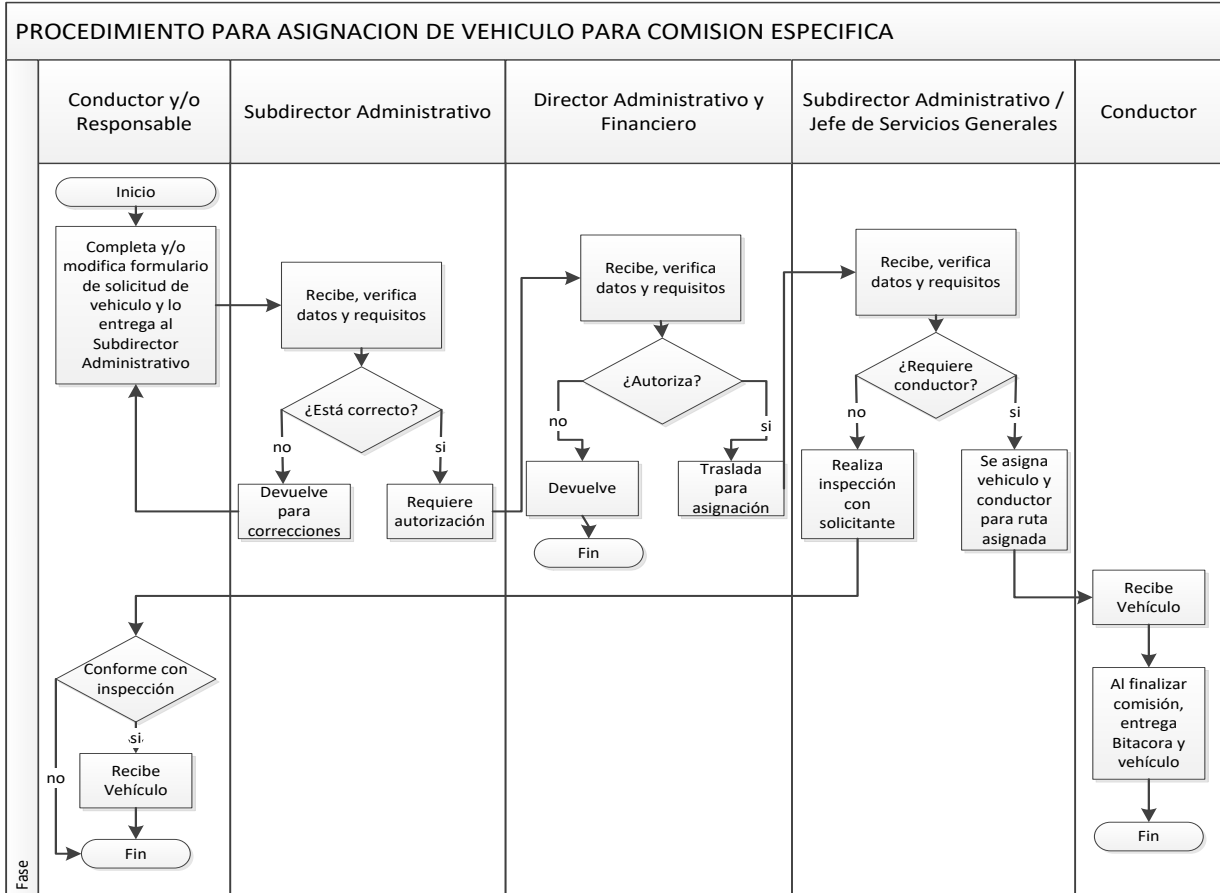 PROCEDIMIENTO PARA ASIGNACION DE VEHICULO PARA COMISION ESPECIFICA
Fase
Conductor y/o
Responsable
Subdirector Administrativo
Director Administrativo y
Financiero
Subdirector Administrativo /
Jefe de Servicios Generales
Conductor
Inicio
Completa y/o
modifica formulario
de solicitud de
vehiculo y lo
entrega al
Subdirector
Administrativo
Recibe, verifica
datos y requisitos
¿Está correcto?
no
si
Devuelve
para
correcciones
Requiere
autorización
Recibe, verifica
datos y requisitos
¿Autoriza?
no
si
Devuelve
Fin
Traslada
para
asignación
Recibe, verifica
datos y requisitos
¿Requiere
conductor?
no
si
Realiza
inspección
con
solicitante
Se asigna
vehiculo y
conductor
para ruta
asignada
Conforme con
inspección
si
no
Recibe
Vehículo
Fin
Recibe
Vehículo
Al finalizar
comisión,
entrega
Bitacora y
vehículo
Fin